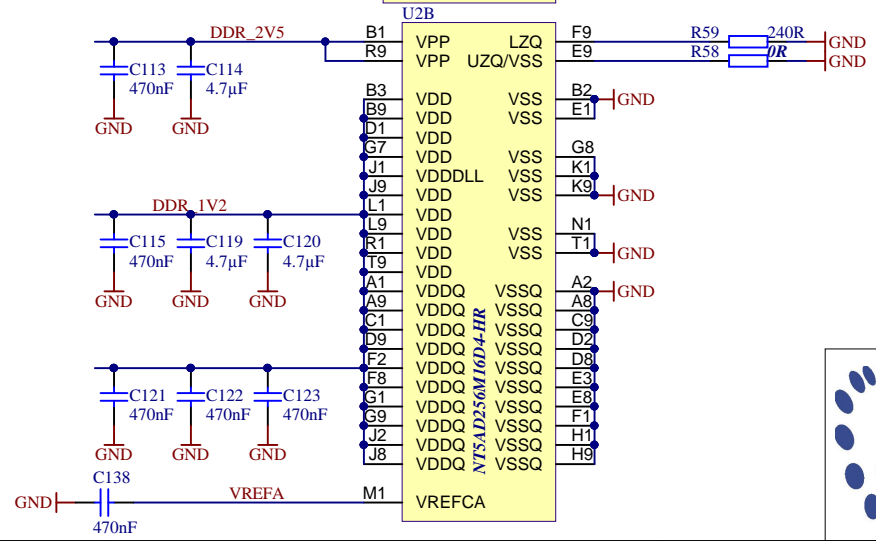 U2B
DDR_2V5 B1 VPP LZQ F9 R59 240R GND
R9 VPP UZQ/VSS E9 R58 0R GND
C113 C114
470nF 4.7µF
GND GND
B3 VDD VSS B2 GND
B9 VDD VSS E1
D1 VDD
G7 VDD VSS G8
J1 VDDDLL VSS K1
J9 VDD VSS K9 GND
DDR_1V2 L1 VDD
L9 VDD VSS N1
R1 VDD VSS T1 GND
T9 VDD
C115 C119 C120
470nF 4.7µF 4.7µF
GND GND GND
A1 VDDQ VSSQ A2 GND
A9 VDDQ VSSQ A8
C1 VDDQ VSSQ C9
D9 VDDQ VSSQ D2
F2 VDDQ VSSQ D8
F8 VDDQ VSSQ E3
G1 VDDQ VSSQ E8
G9 VDDQ VSSQ F1
J2 VDDQ VSSQ H1
J8 VDDQ VSSQ H9
NT5AD256M16D4-HR
C121 C122 C123
470nF 470nF 470nF
GND GND GND
C138
GND VREFA M1 VREFCA
470nF